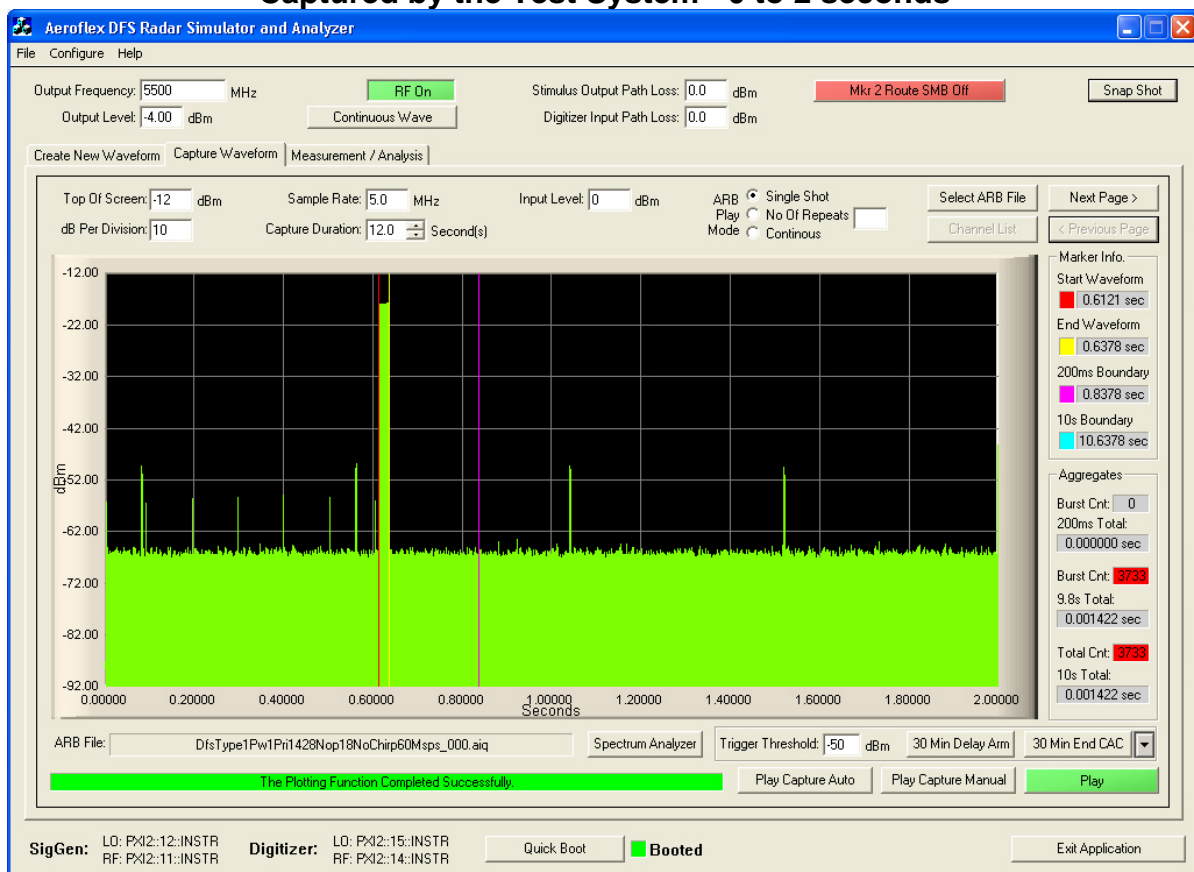 Captured by the Test System - 0 to 2 seconds
Aeroflex DFS Radar Simulator and Analyzer
File Configure Help
Output Frequency: 5500 MHz RF On Stimulus Output Path Loss: 0.0 dBm Mkr 2 Route SMB Off Snap Shot
Output Level: -4.00 dBm Continuous Wave Digitizer Input Path Loss: 0.0 dBm
Create New Waveform Capture Waveform Measurement / Analysis
Top Of Screen: -12 dBm Sample Rate: 5.0 MHz Input Level: 0 dBm ARB Play Mode Single Shot Select ARB File Next Page >
No Of Repeats
dB Per Division: 10 Capture Duration: 12.0 Second(s) Continous Channel List < Previous Page
Marker Info.
Start Waveform
0.6121 sec
End Waveform
0.6378 sec
200ms Boundary
0.8378 sec
10s Boundary
10.6378 sec
Aggregates
Burst Cnt: 0
200ms Total:
0.000000 sec
Burst Cnt: 3733
9.8s Total:
0.001422 sec
Total Cnt: 3733
10s Total:
0.001422 sec
-12.00
-22.00
-32.00
-42.00
-52.00
-62.00
-72.00
-82.00
-92.00
dBm
0.00000 0.20000 0.40000 0.60000 0.80000 1.00000 1.20000 1.40000 1.60000 1.80000 2.00000
Seconds
ARB File: DfsType1Pw1Pri1428Nop18NoChirp60Msps_000.aiq Spectrum Analyzer Trigger Threshold: -50 dBm 30 Min Delay Arm 30 Min End CAC
The Plotting Function Completed Successfully. Play Capture Auto Play Capture Manual Play
SigGen: LO: PXI2::12::INSTR Digitizer: LO: PXI2::15::INSTR Quick Boot Booted Exit Application
RF: PXI2::11::INSTR RF: PXI2::14::INSTR